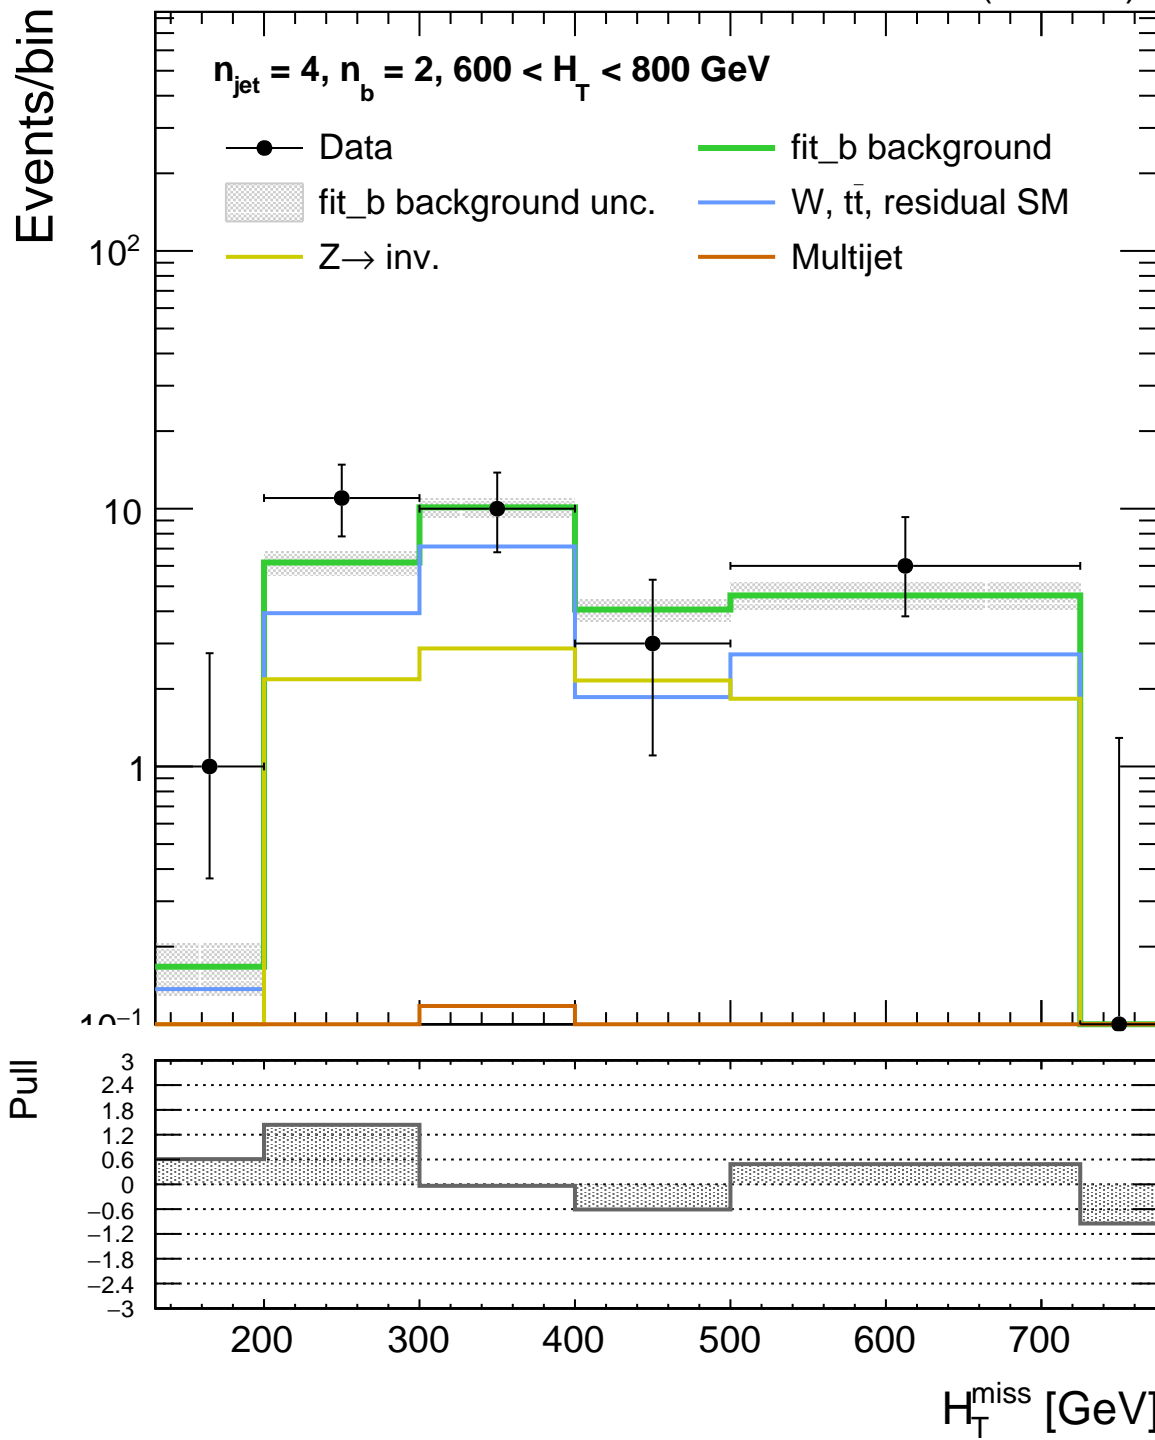 Events/bin
n_jet = 4, n_b = 2, 600 < H_T < 800 GeV
Data
fit_b background
fit_b background unc.
W, tt̄, residual SM
Z→ inv.
Multijet
10²
10
1
10⁻¹
Pull
3
2.4
1.8
1.2
0.6
0
−0.6
−1.2
−1.8
−2.4
−3
200 300 400 500 600 700
H_T^miss [GeV]